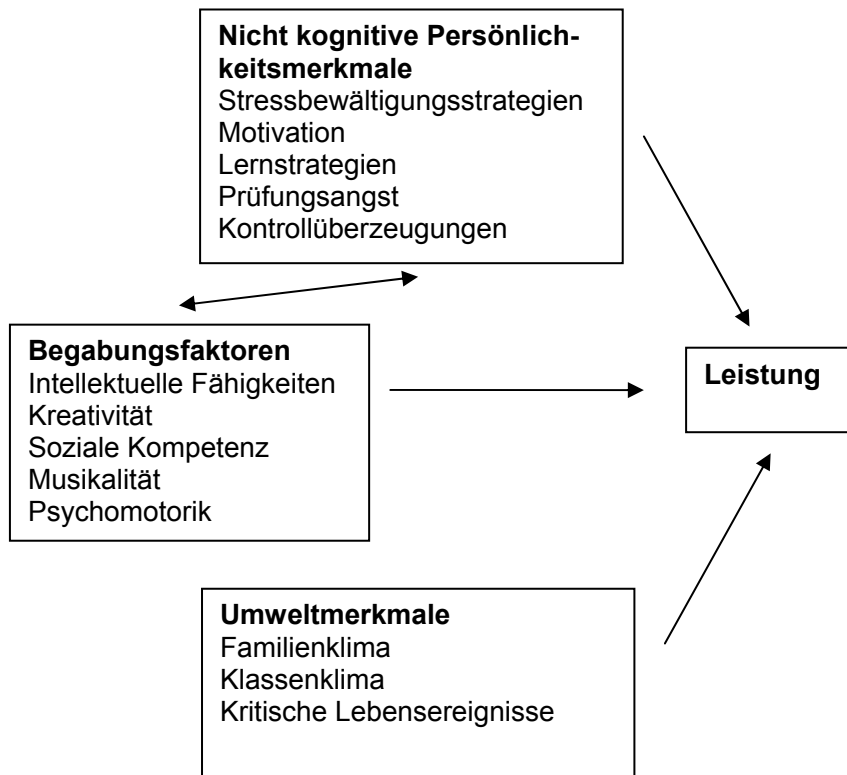 Nicht kognitive Persönlich-
keitsmerkmale
Stressbewältigungsstrategien
Motivation
Lernstrategien
Prüfungsangst
Kontrollüberzeugungen
Begabungsfaktoren
Intellektuelle Fähigkeiten
Kreativität
Soziale Kompetenz
Musikalität
Psychomotorik
Leistung
Umweltmerkmale
Familienklima
Klassenklima
Kritische Lebensereignisse